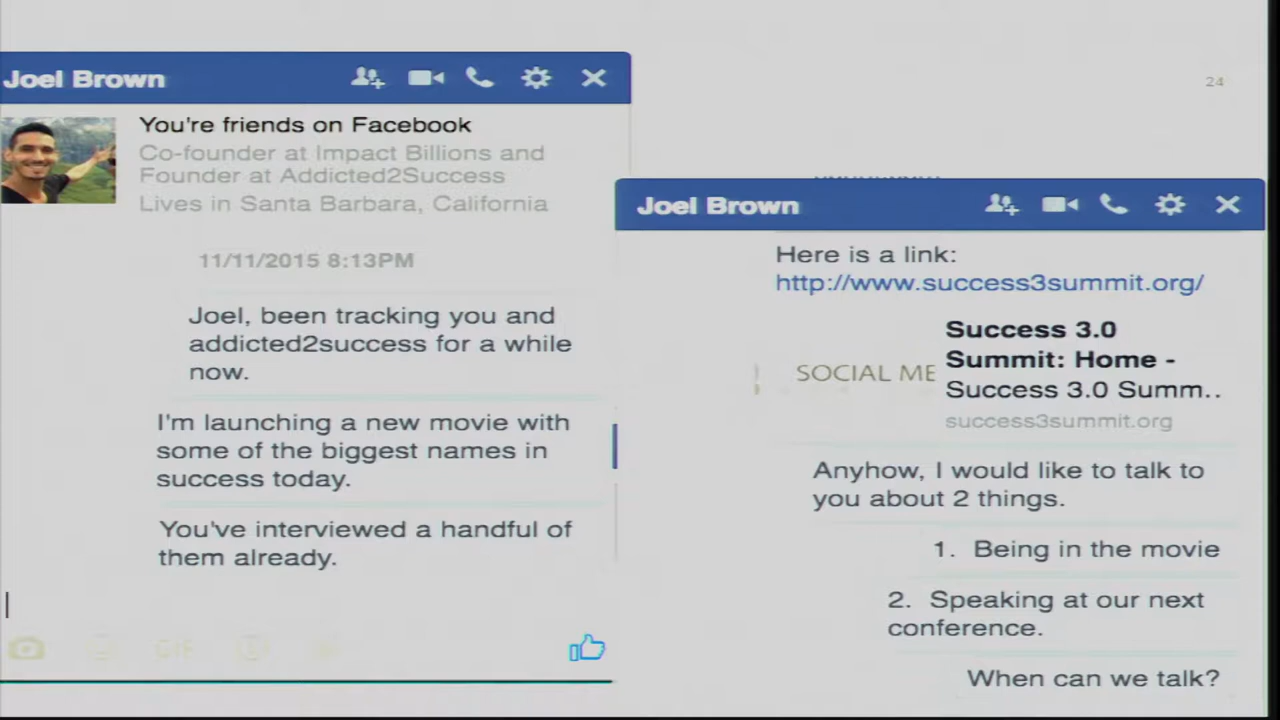 24
Joel Brown
You're friends on Facebook
Co-founder at Impact Billions and
Founder at Addicted2Success
Lives in Santa Barbara, California
11/11/2015 8:13PM
Joel, been tracking you and
addicted2success for a while
now.
I'm launching a new movie with
some of the biggest names in
success today.
You've interviewed a handful of
them already.
GIF
Joel Brown
Here is a link:
http://www.success3summit.org/
SOCIAL ME
Success 3.0
Summit: Home -
Success 3.0 Summ..
success3summit.org
Anyhow, I would like to talk to
you about 2 things.
1. Being in the movie
2. Speaking at our next
conference.
When can we talk?